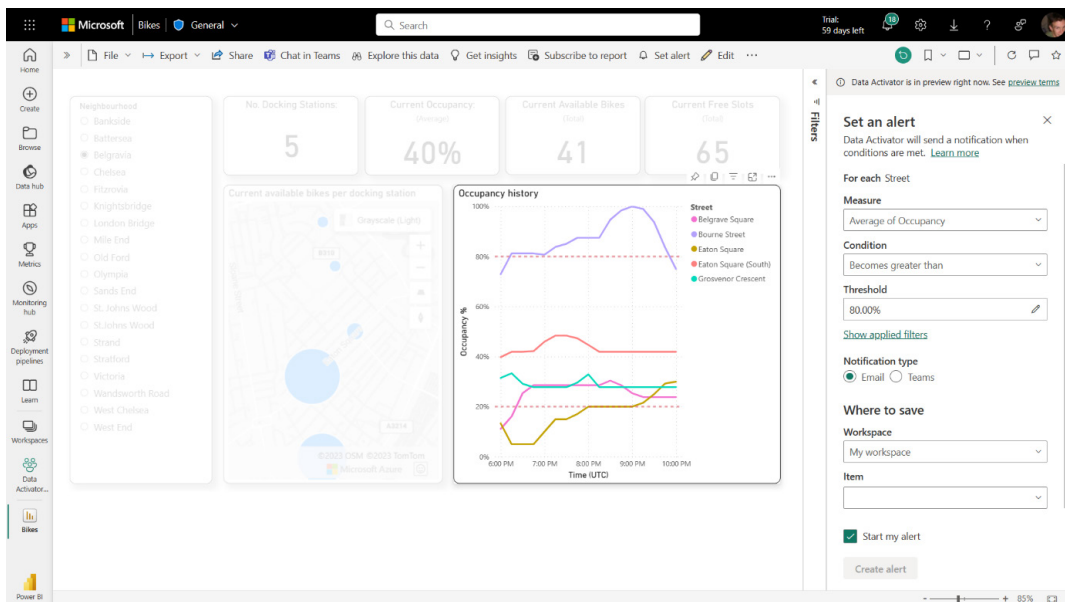 Microsoft Bikes General Search Trial: 59 days left 18
File Export Share Chat in Teams Explore this data Get insights Subscribe to report Set alert Edit
Home
Create
Browse
Data hub
Apps
Metrics
Monitoring hub
Deployment pipelines
Learn
Workspaces
Data Activator...
Bikes
Power BI
Neighbourhood
Bankside
Battersea
Belgravia
Chelsea
Fitzrovia
Knightsbridge
London Bridge
Mile End
Old Ford
Olympia
Sands End
St. Johns Wood
St.Johns Wood
Strand
Stratford
Victoria
Wandsworth Road
West Chelsea
West End
No. Docking Stations:
5
Current Occupancy:
(Average)
40%
Current Available Bikes
(Total)
41
Current Free Slots
(Total)
65
Current available bikes per docking station
Grayscale (Light)
©2023 OSM ©2023 TomTom
Microsoft Azure
Occupancy history
100%
80%
60%
40%
20%
0%
Occupancy %
6:00 PM 7:00 PM 8:00 PM 9:00 PM 10:00 PM
Time (UTC)
Street
Belgrave Square
Bourne Street
Eaton Square
Eaton Square (South)
Grosvenor Crescent
Filters
Data Activator is in preview right now. See preview terms
Set an alert
Data Activator will send a notification when
conditions are met. Learn more
For each Street
Measure
Average of Occupancy
Condition
Becomes greater than
Threshold
80.00%
Show applied filters
Notification type
Email Teams
Where to save
Workspace
My workspace
Item
Start my alert
Create alert
- + 85%